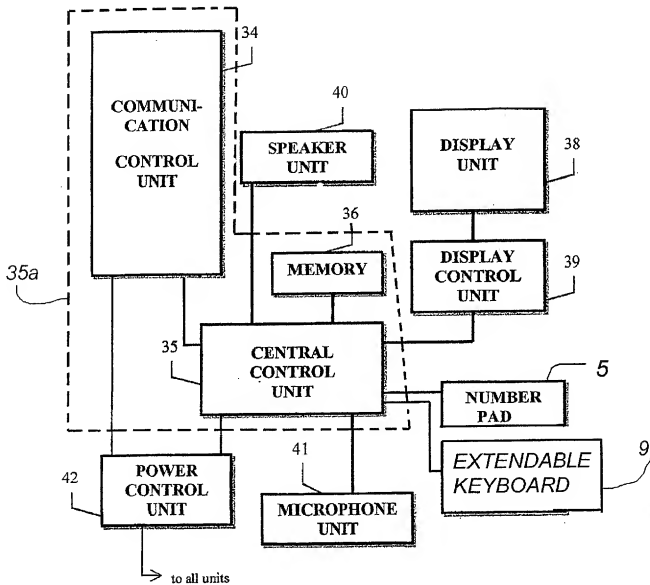 34
COMMUNI-
CATION
CONTROL
UNIT
40
SPEAKER
UNIT
DISPLAY
UNIT
38
36
MEMORY
DISPLAY
CONTROL
UNIT
39
35a
35
CENTRAL
CONTROL
UNIT
5
NUMBER
PAD
9
EXTENDABLE
KEYBOARD
42
POWER
CONTROL
UNIT
41
MICROPHONE
UNIT
to all units